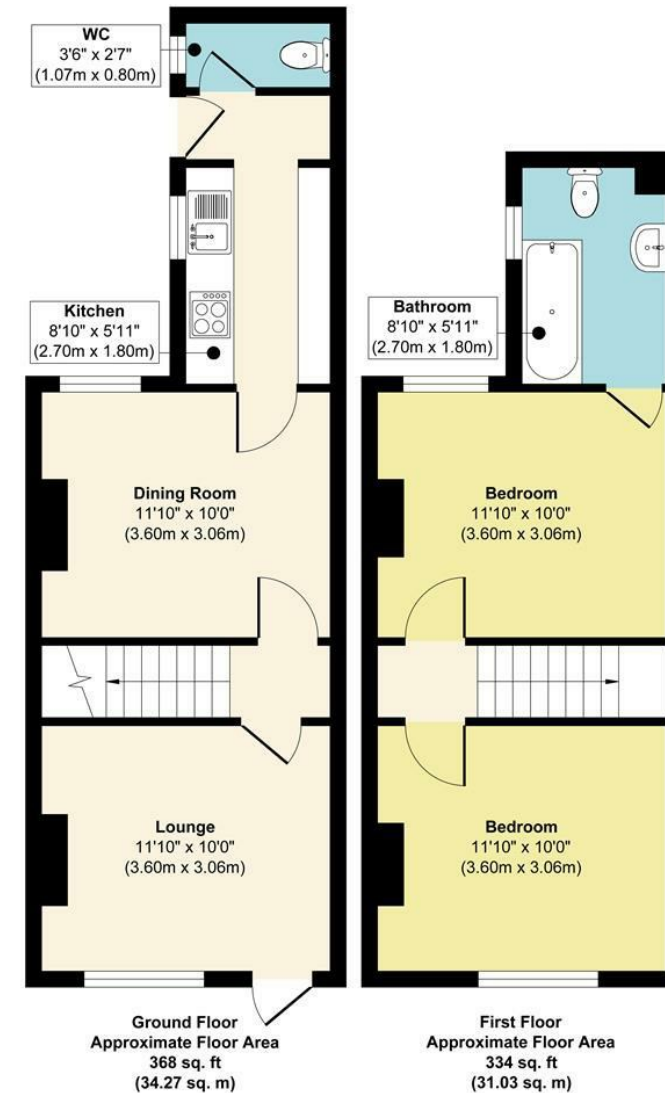 WC
3'6" x 2'7"
(1.07m x 0.80m)
Kitchen
8'10" x 5'11"
(2.70m x 1.80m)
Dining Room
11'10" x 10'0"
(3.60m x 3.06m)
Lounge
11'10" x 10'0"
(3.60m x 3.06m)
Ground Floor
Approximate Floor Area
368 sq. ft
(34.27 sq. m)
Bathroom
8'10" x 5'11"
(2.70m x 1.80m)
Bedroom
11'10" x 10'0"
(3.60m x 3.06m)
Bedroom
11'10" x 10'0"
(3.60m x 3.06m)
First Floor
Approximate Floor Area
334 sq. ft
(31.03 sq. m)